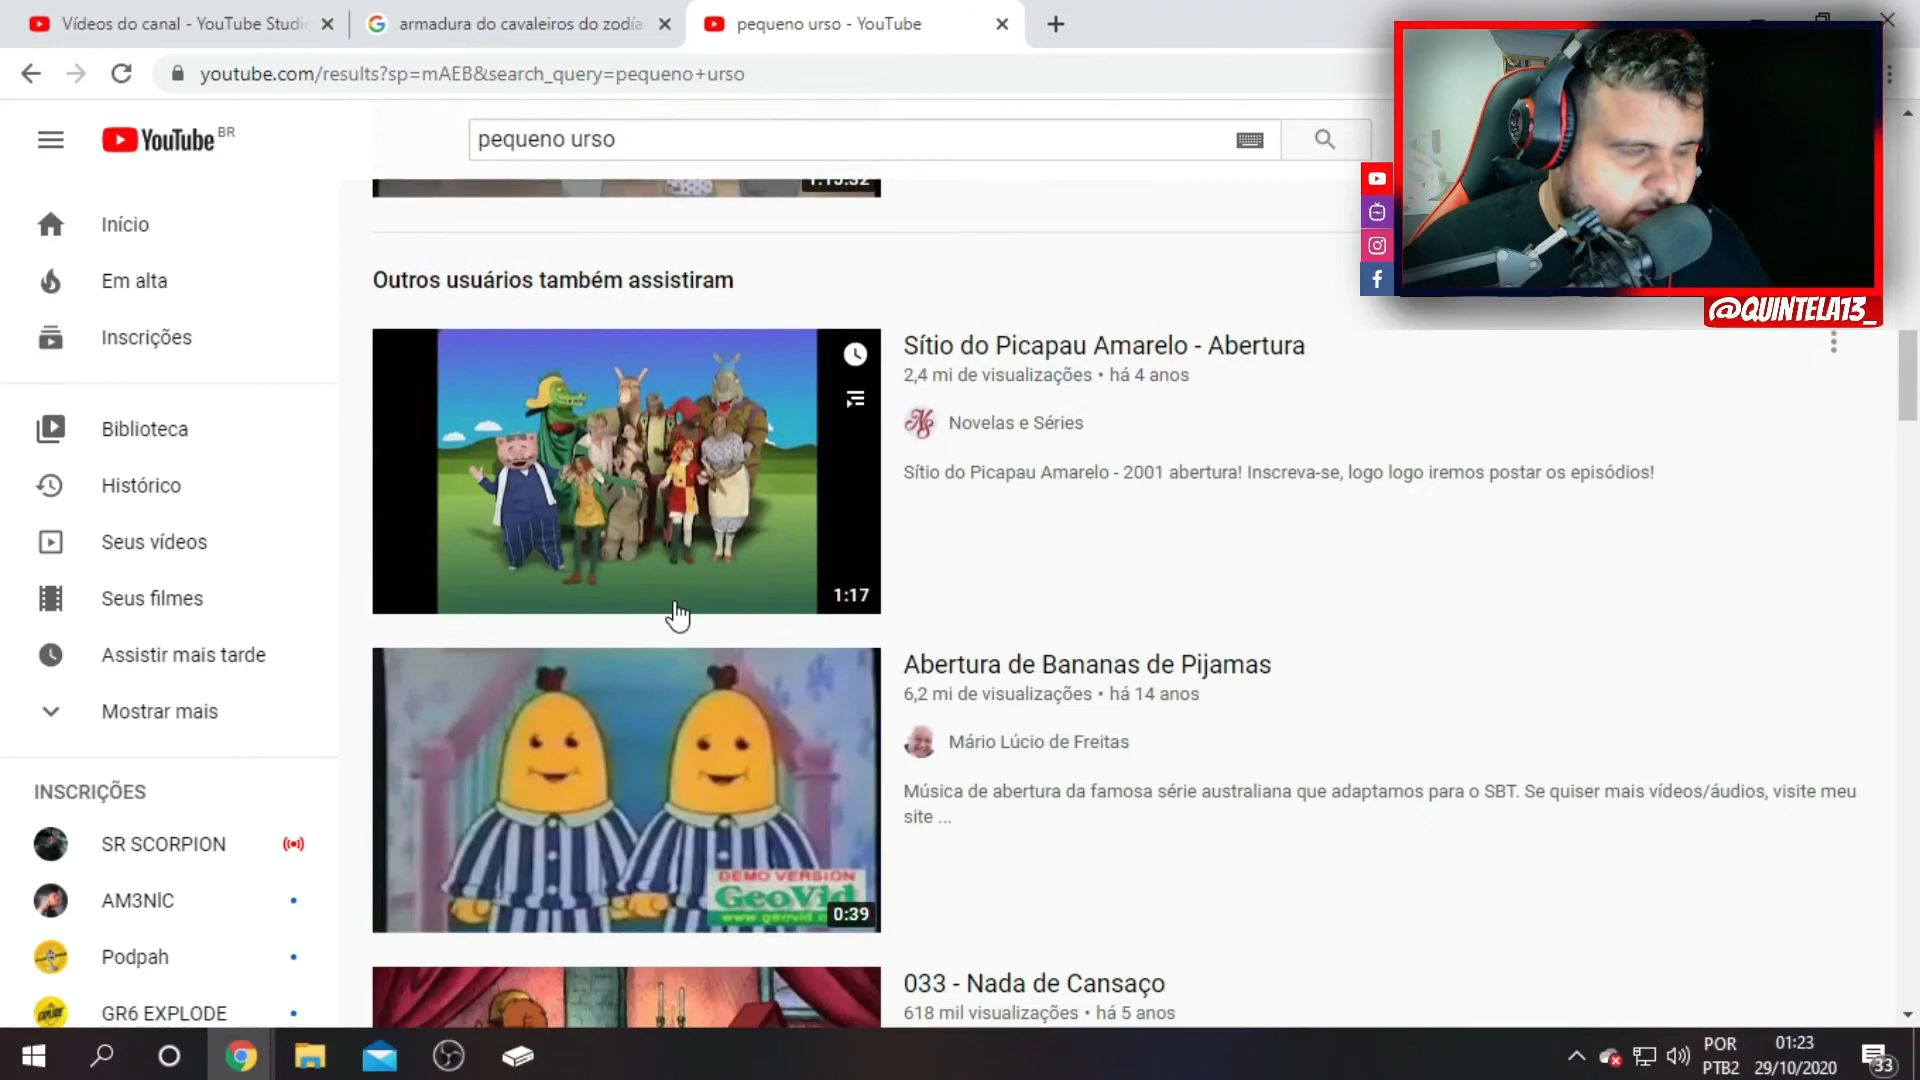 Vídeos do canal - YouTube Studi
armadura do cavaleiros do zodía
pequeno urso - YouTube
youtube.com/results?sp=mAEB&search_query=pequeno+urso
YouTube BR
pequeno urso
@QUINTELA13_
Início
Em alta
Inscrições
Biblioteca
Histórico
Seus vídeos
Seus filmes
Assistir mais tarde
Mostrar mais
INSCRIÇÕES
SR SCORPION
AM3NlC
Podpah
GR6 EXPLODE
1:15:32
Outros usuários também assistiram
1:17
Sítio do Picapau Amarelo - Abertura
2,4 mi de visualizações • há 4 anos
Novelas e Séries
Sítio do Picapau Amarelo - 2001 abertura! Inscreva-se, logo logo iremos postar os episódios!
DEMO VERSION
GeoVid
www.geovid.c
0:39
Abertura de Bananas de Pijamas
6,2 mi de visualizações • há 14 anos
Mário Lúcio de Freitas
Música de abertura da famosa série australiana que adaptamos para o SBT. Se quiser mais vídeos/áudios, visite meu
site ...
033 - Nada de Cansaço
618 mil visualizações • há 5 anos
POR
PTB2
01:23
29/10/2020
33